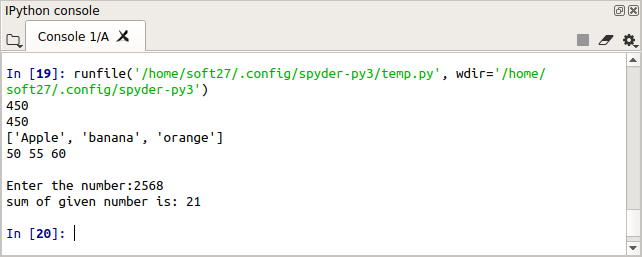 IPython console
Console 1/A
In [19]: runfile('/home/soft27/.config/spyder-py3/temp.py', wdir='/home/
soft27/.config/spyder-py3')
450
450
['Apple', 'banana', 'orange']
50 55 60
Enter the number:2568
sum of given number is: 21
In [20]: